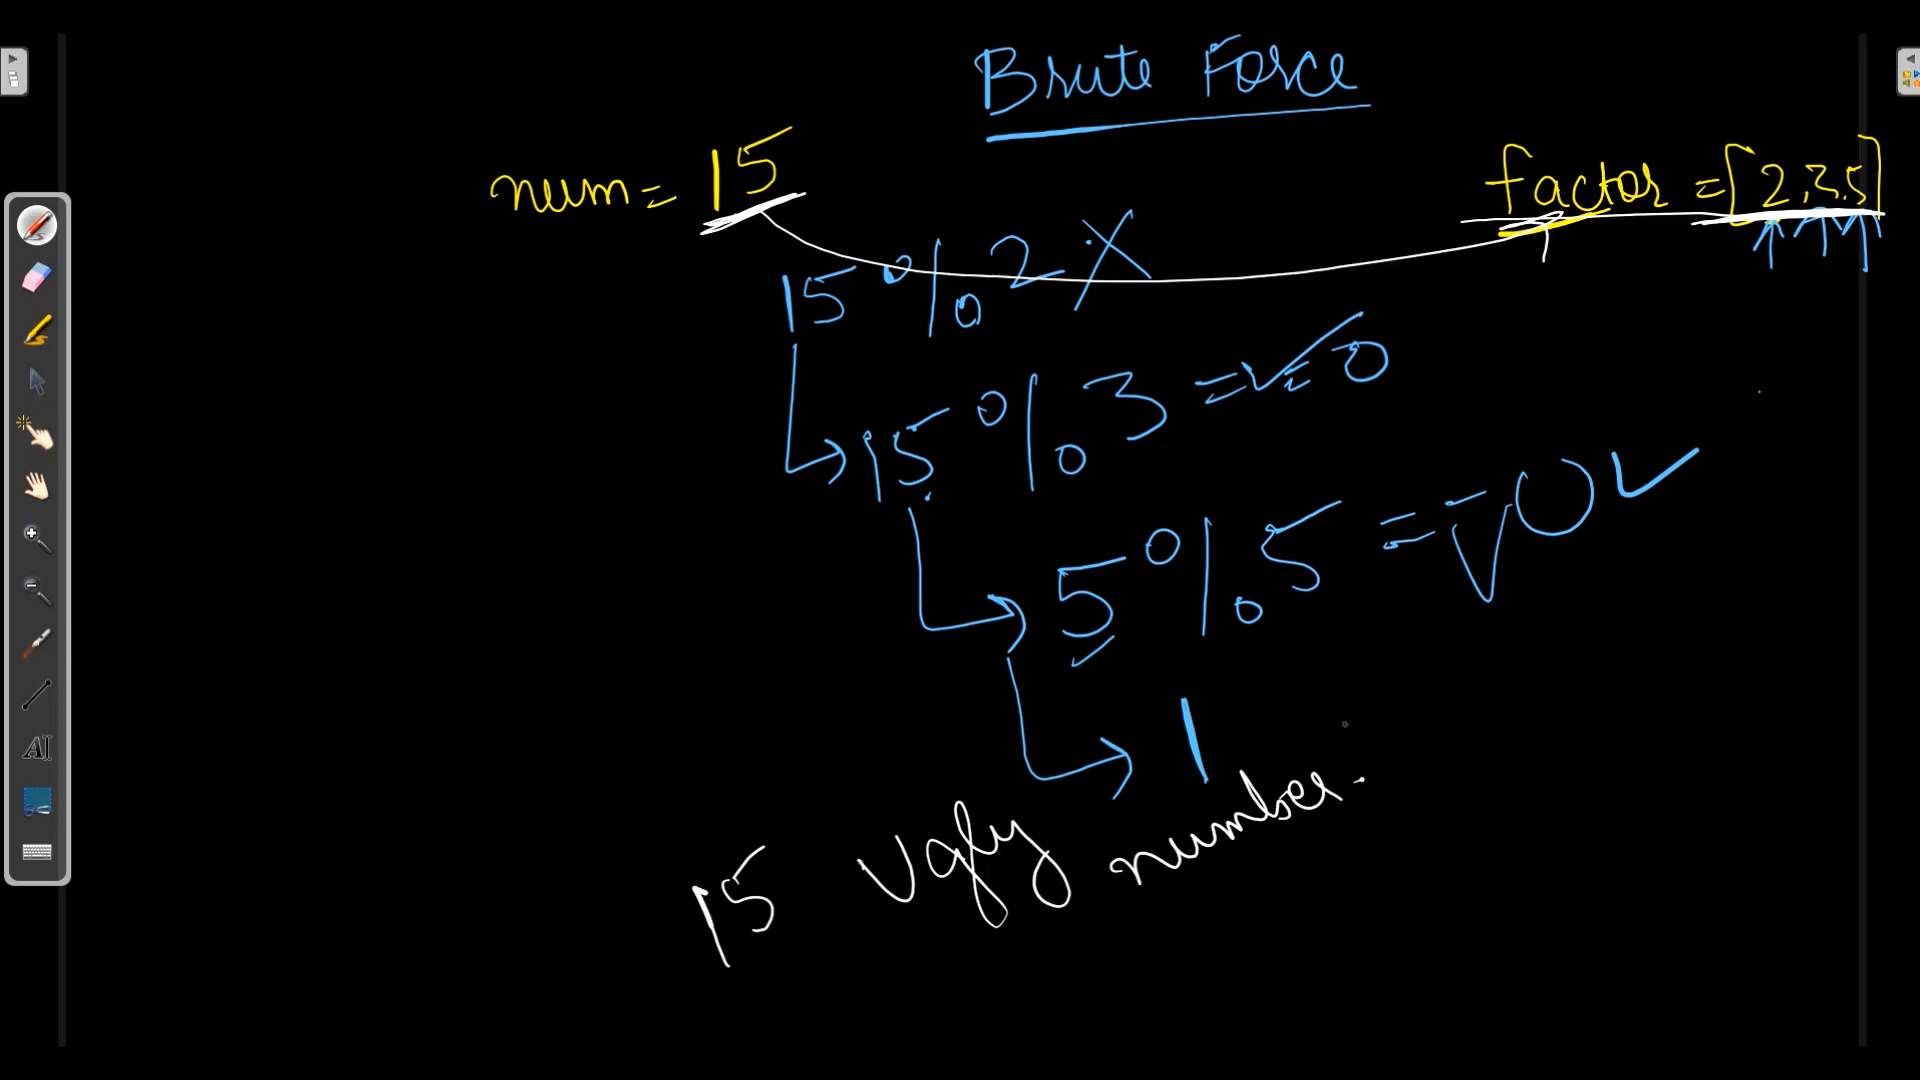 Brute Force
num = 15
factor = [2,3,5]
15 % 2 X
15 % 3 == 0
5 % 5 == 0
1
15 Ugly number.
AI